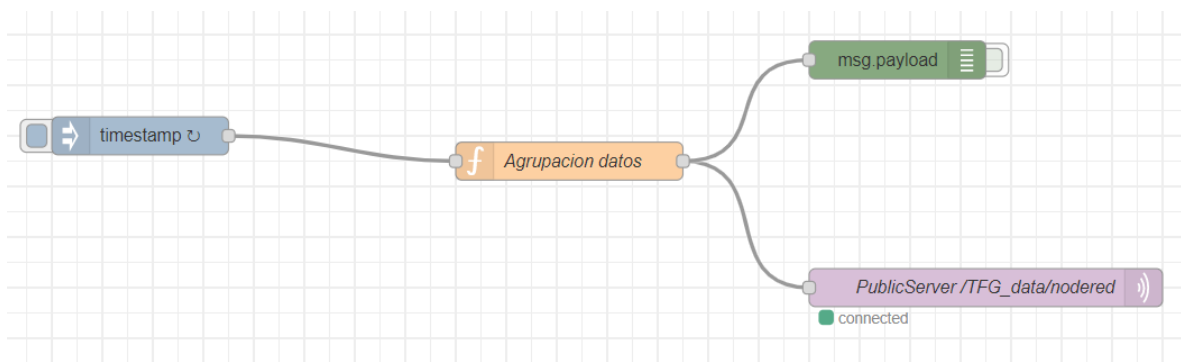 msg.payload
timestamp ↻
Agrupacion datos
PublicServer /TFG_data/nodered
connected